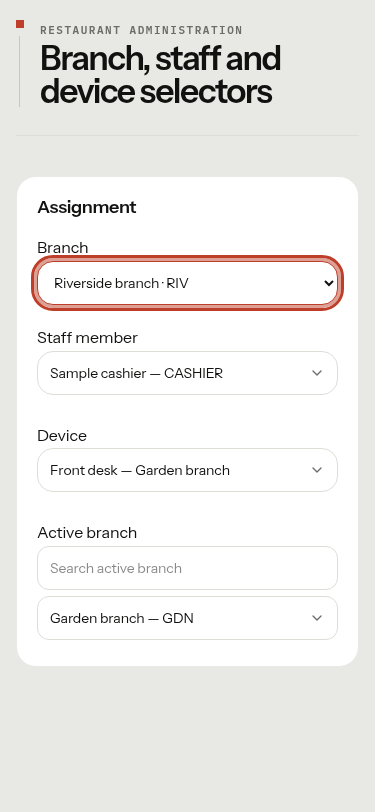 RESTAURANT ADMINISTRATION
Branch, staff and
device selectors
Assignment
Branch
Riverside branch · RIV
Staff member
Sample cashier — CASHIER
Device
Front desk — Garden branch
Active branch
Search active branch
Garden branch — GDN